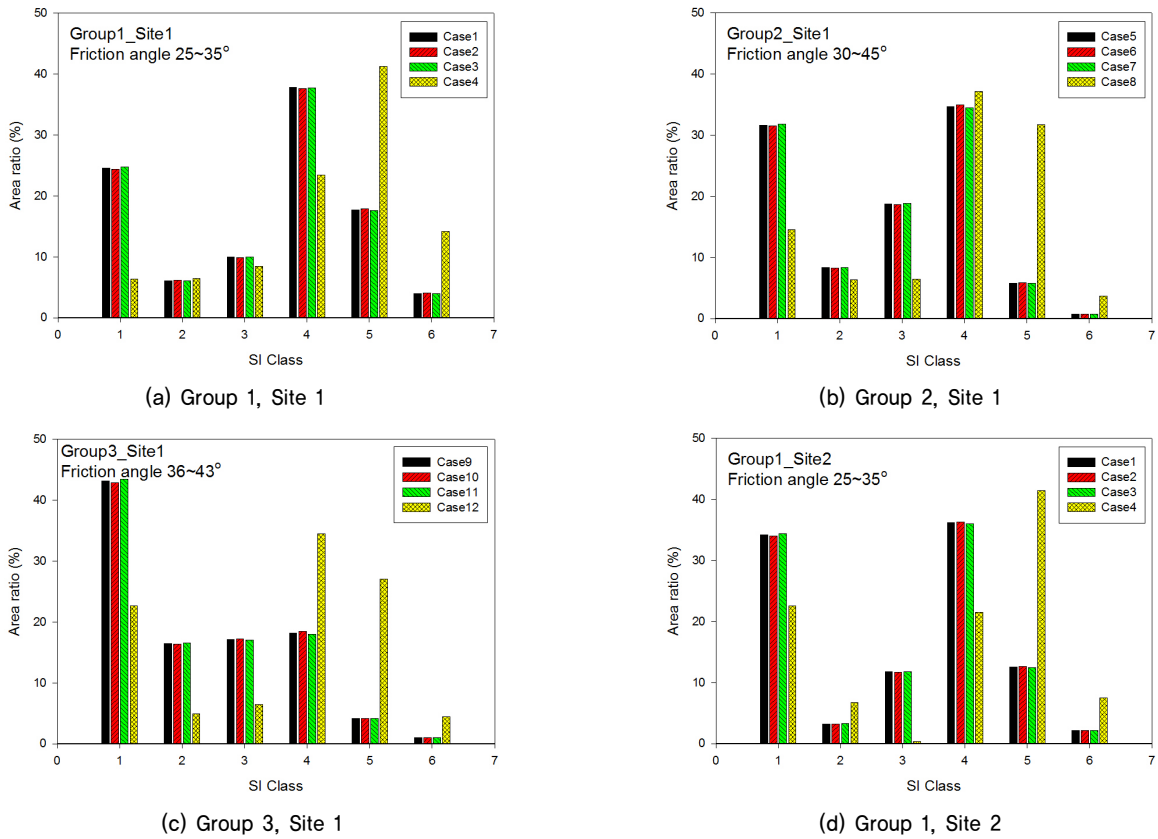 50
40
30
20
10
0
Area ratio (%)
Group1_Site1
Friction angle 25~35°
Case1
Case2
Case3
Case4
0 1 2 3 4 5 6 7
SI Class
(a) Group 1, Site 1
50
40
30
20
10
0
Area ratio (%)
Group2_Site1
Friction angle 30~45°
Case5
Case6
Case7
Case8
0 1 2 3 4 5 6 7
SI Class
(b) Group 2, Site 1
50
40
30
20
10
0
Area ratio (%)
Group3_Site1
Friction angle 36~43°
Case9
Case10
Case11
Case12
0 1 2 3 4 5 6 7
SI Class
(c) Group 3, Site 1
50
40
30
20
10
0
Area ratio (%)
Group1_Site2
Friction angle 25~35°
Case1
Case2
Case3
Case4
0 1 2 3 4 5 6 7
SI Class
(d) Group 1, Site 2